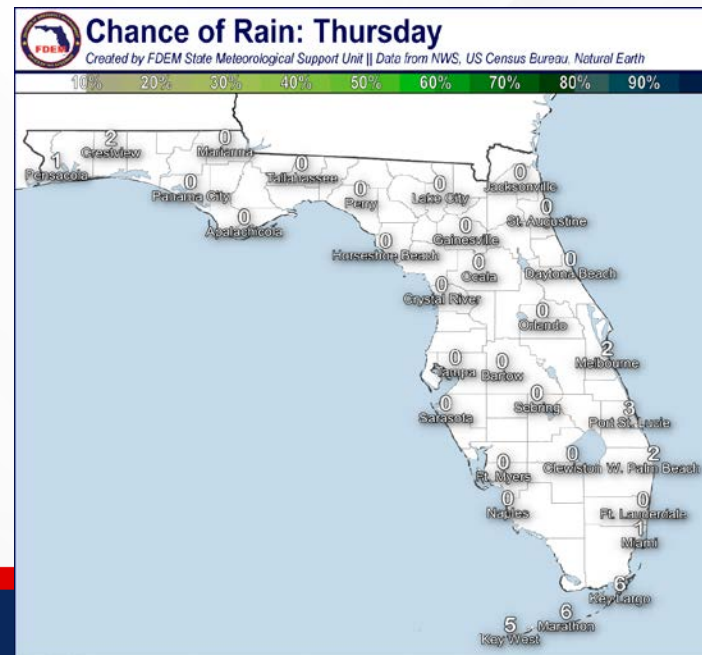 FDEM
Chance of Rain: Thursday
Created by FDEM State Meteorological Support Unit || Data from NWS, US Census Bureau, Natural Earth
10% 20% 30% 40% 50% 60% 70% 80% 90%
2
Crestview
0
Marianna
1
Pensacola
0
Tallahassee
0
Jacksonville
0
Panama City
0
Perry
0
Lake City
0
St. Augustine
0
Apalachicola
0
Gainesville
0
Horseshoe Beach
0
Ocala
0
Daytona Beach
0
Crystal River
0
Orlando
2
Melbourne
0
Tampa
0
Bartow
0
Sebring
0
Sarasota
3
Port St. Lucie
0
Ft. Myers
0
Clewiston
2
W. Palm Beach
0
Naples
0
Ft. Lauderdale
1
Miami
6
Key Largo
6
Marathon
5
Key West